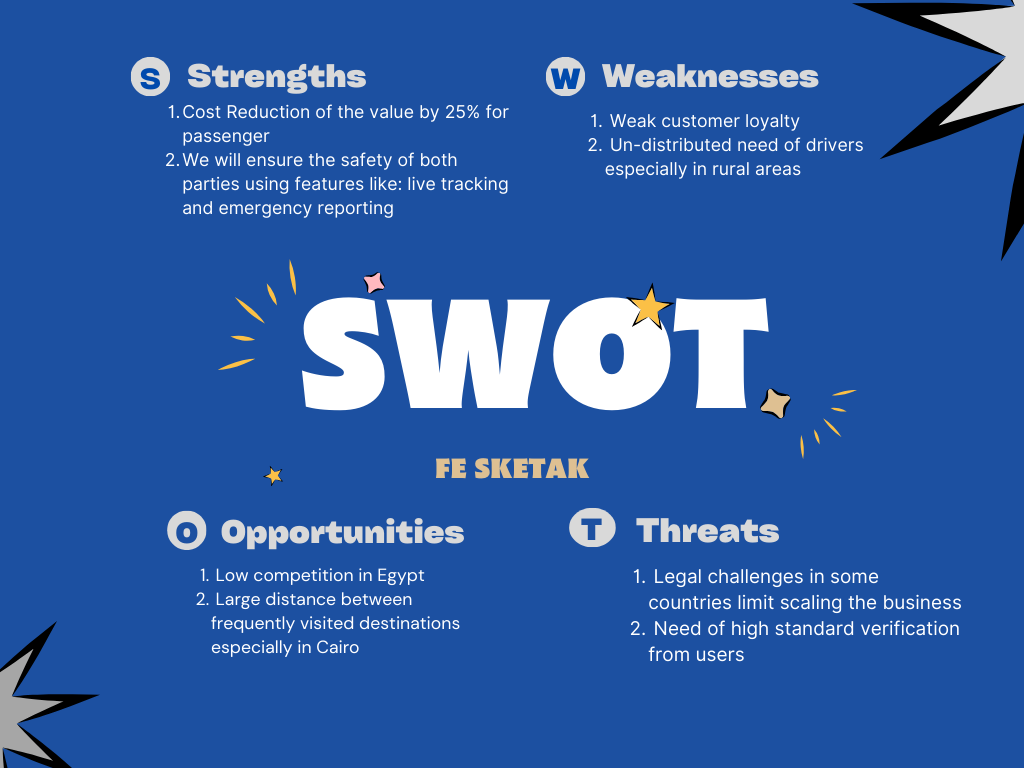 S Strengths
1. Cost Reduction of the value by 25% for
passenger
2. We will ensure the safety of both
parties using features like: live tracking
and emergency reporting
W Weaknesses
1. Weak customer loyalty
2. Un-distributed need of drivers
especially in rural areas
SWOT
FE SKETAK
O Opportunities
1. Low competition in Egypt
2. Large distance between
frequently visited destinations
especially in Cairo
T Threats
1. Legal challenges in some
countries limit scaling the business
2. Need of high standard verification
from users